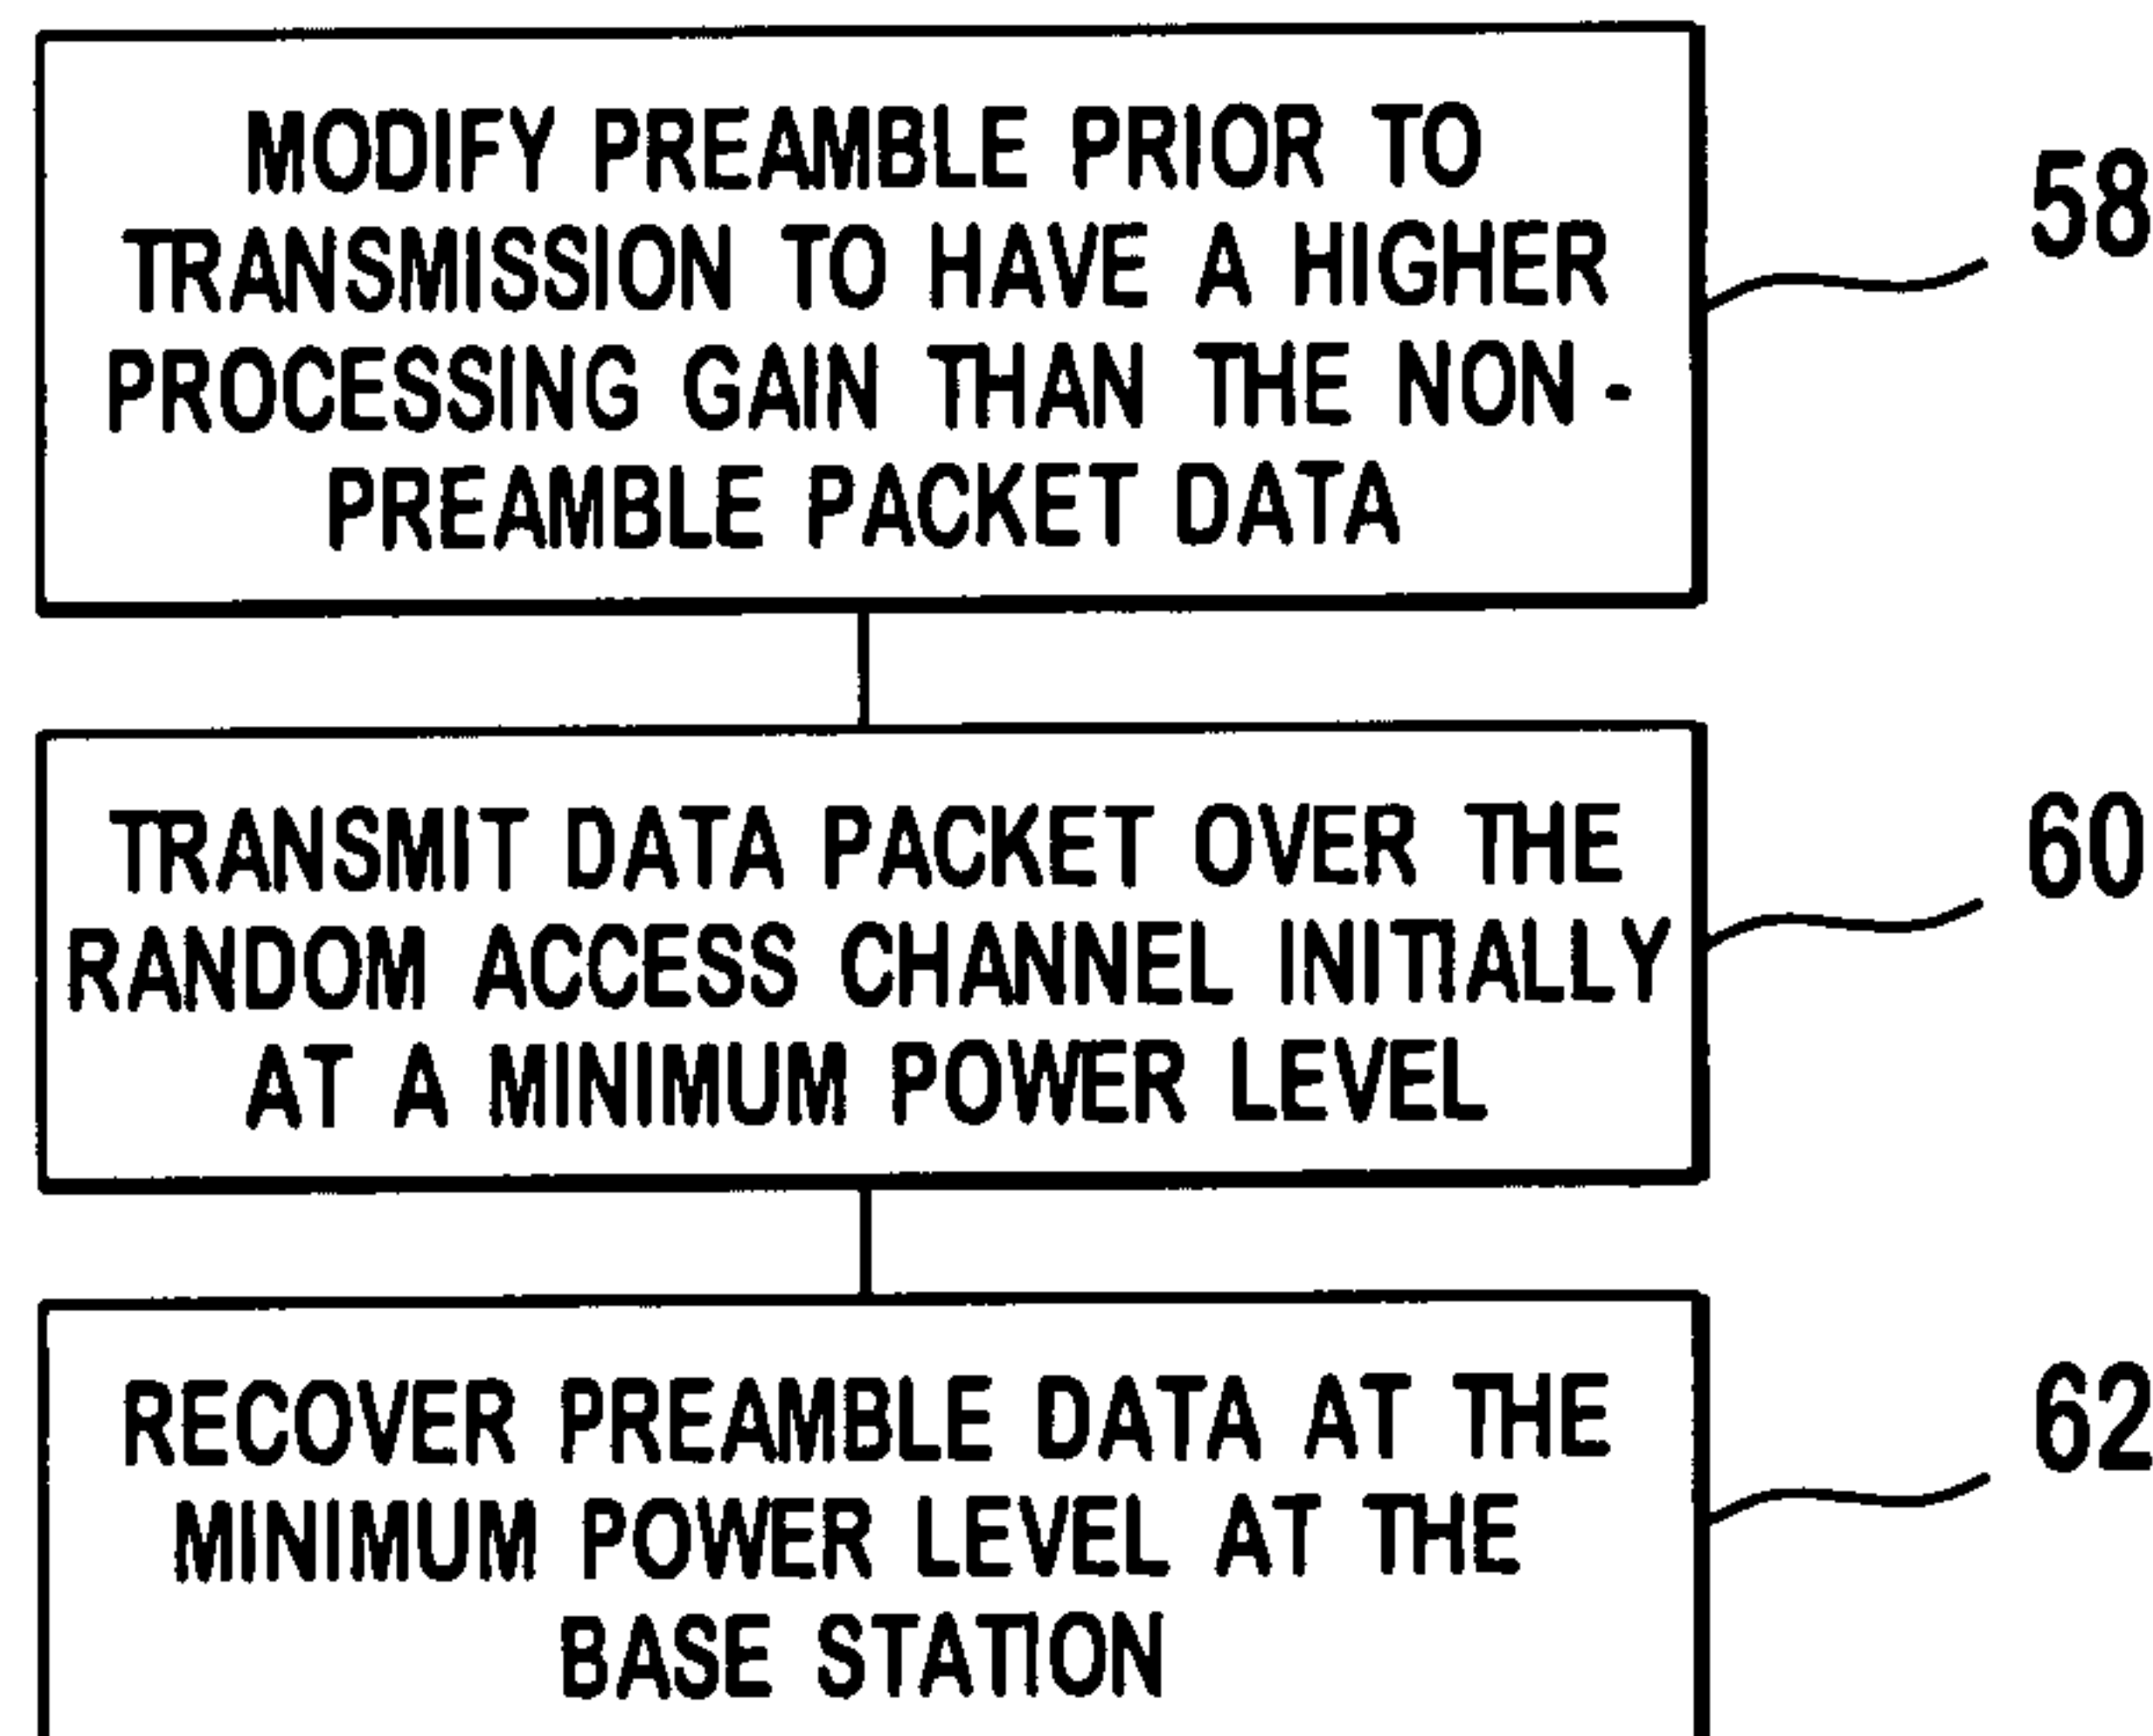 MODIFY PREAMBLE PRIOR TO
TRANSMISSION TO HAVE A HIGHER
PROCESSING GAIN THAN THE NON-
PREAMBLE PACKET DATA
58
TRANSMIT DATA PACKET OVER THE
RANDOM ACCESS CHANNEL INITIALLY
AT A MINIMUM POWER LEVEL
60
RECOVER PREAMBLE DATA AT THE
MINIMUM POWER LEVEL AT THE
BASE STATION
62